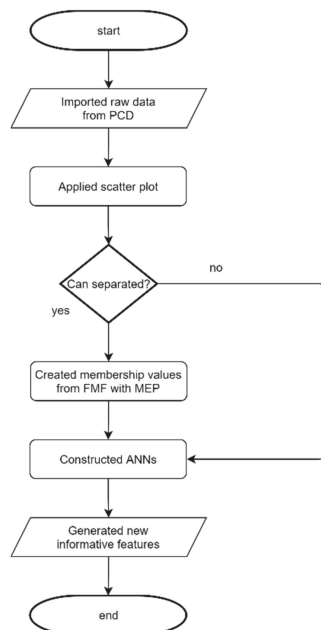 start
Imported raw data
from PCD
Applied scatter plot
Can separated?
no
yes
Created membership values
from FMF with MEP
Constructed ANNs
Generated new
informative features
end